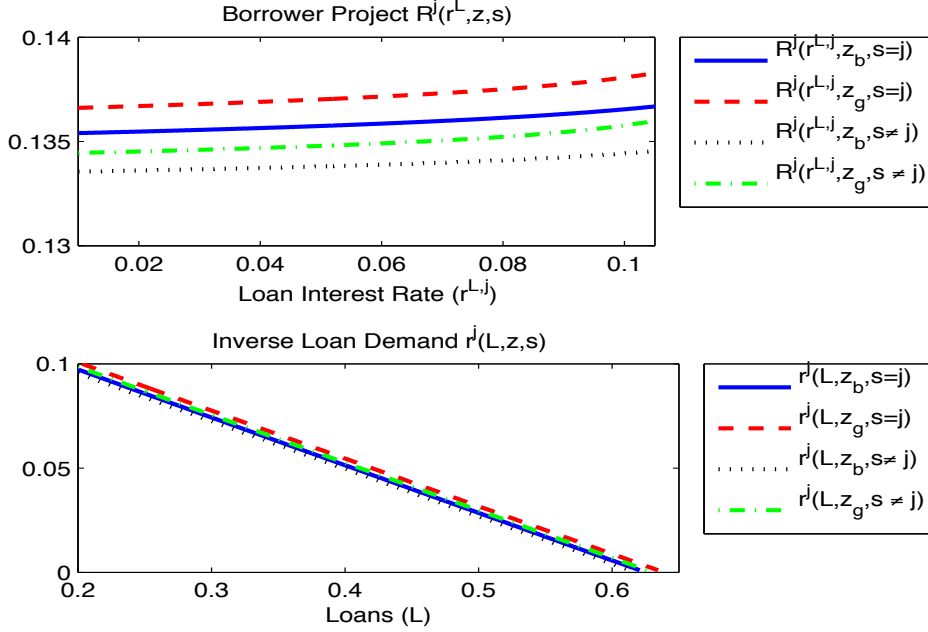 Borrower Project R^j(r^L,z,s)
0.14
0.135
0.13
0.02
0.04
0.06
0.08
0.1
Loan Interest Rate (r^{L,j})
R^j(r^{L,j},z_b,s=j)
R^j(r^{L,j},z_g,s=j)
R^j(r^{L,j},z_b,s≠ j)
R^j(r^{L,j},z_g,s ≠ j)
Inverse Loan Demand r^j(L,z,s)
0.1
0.05
0
0.2
0.3
0.4
0.5
0.6
Loans (L)
r^j(L,z_b,s=j)
r^j(L,z_g,s=j)
r^j(L,z_b,s≠ j)
r^j(L,z_g,s ≠ j)